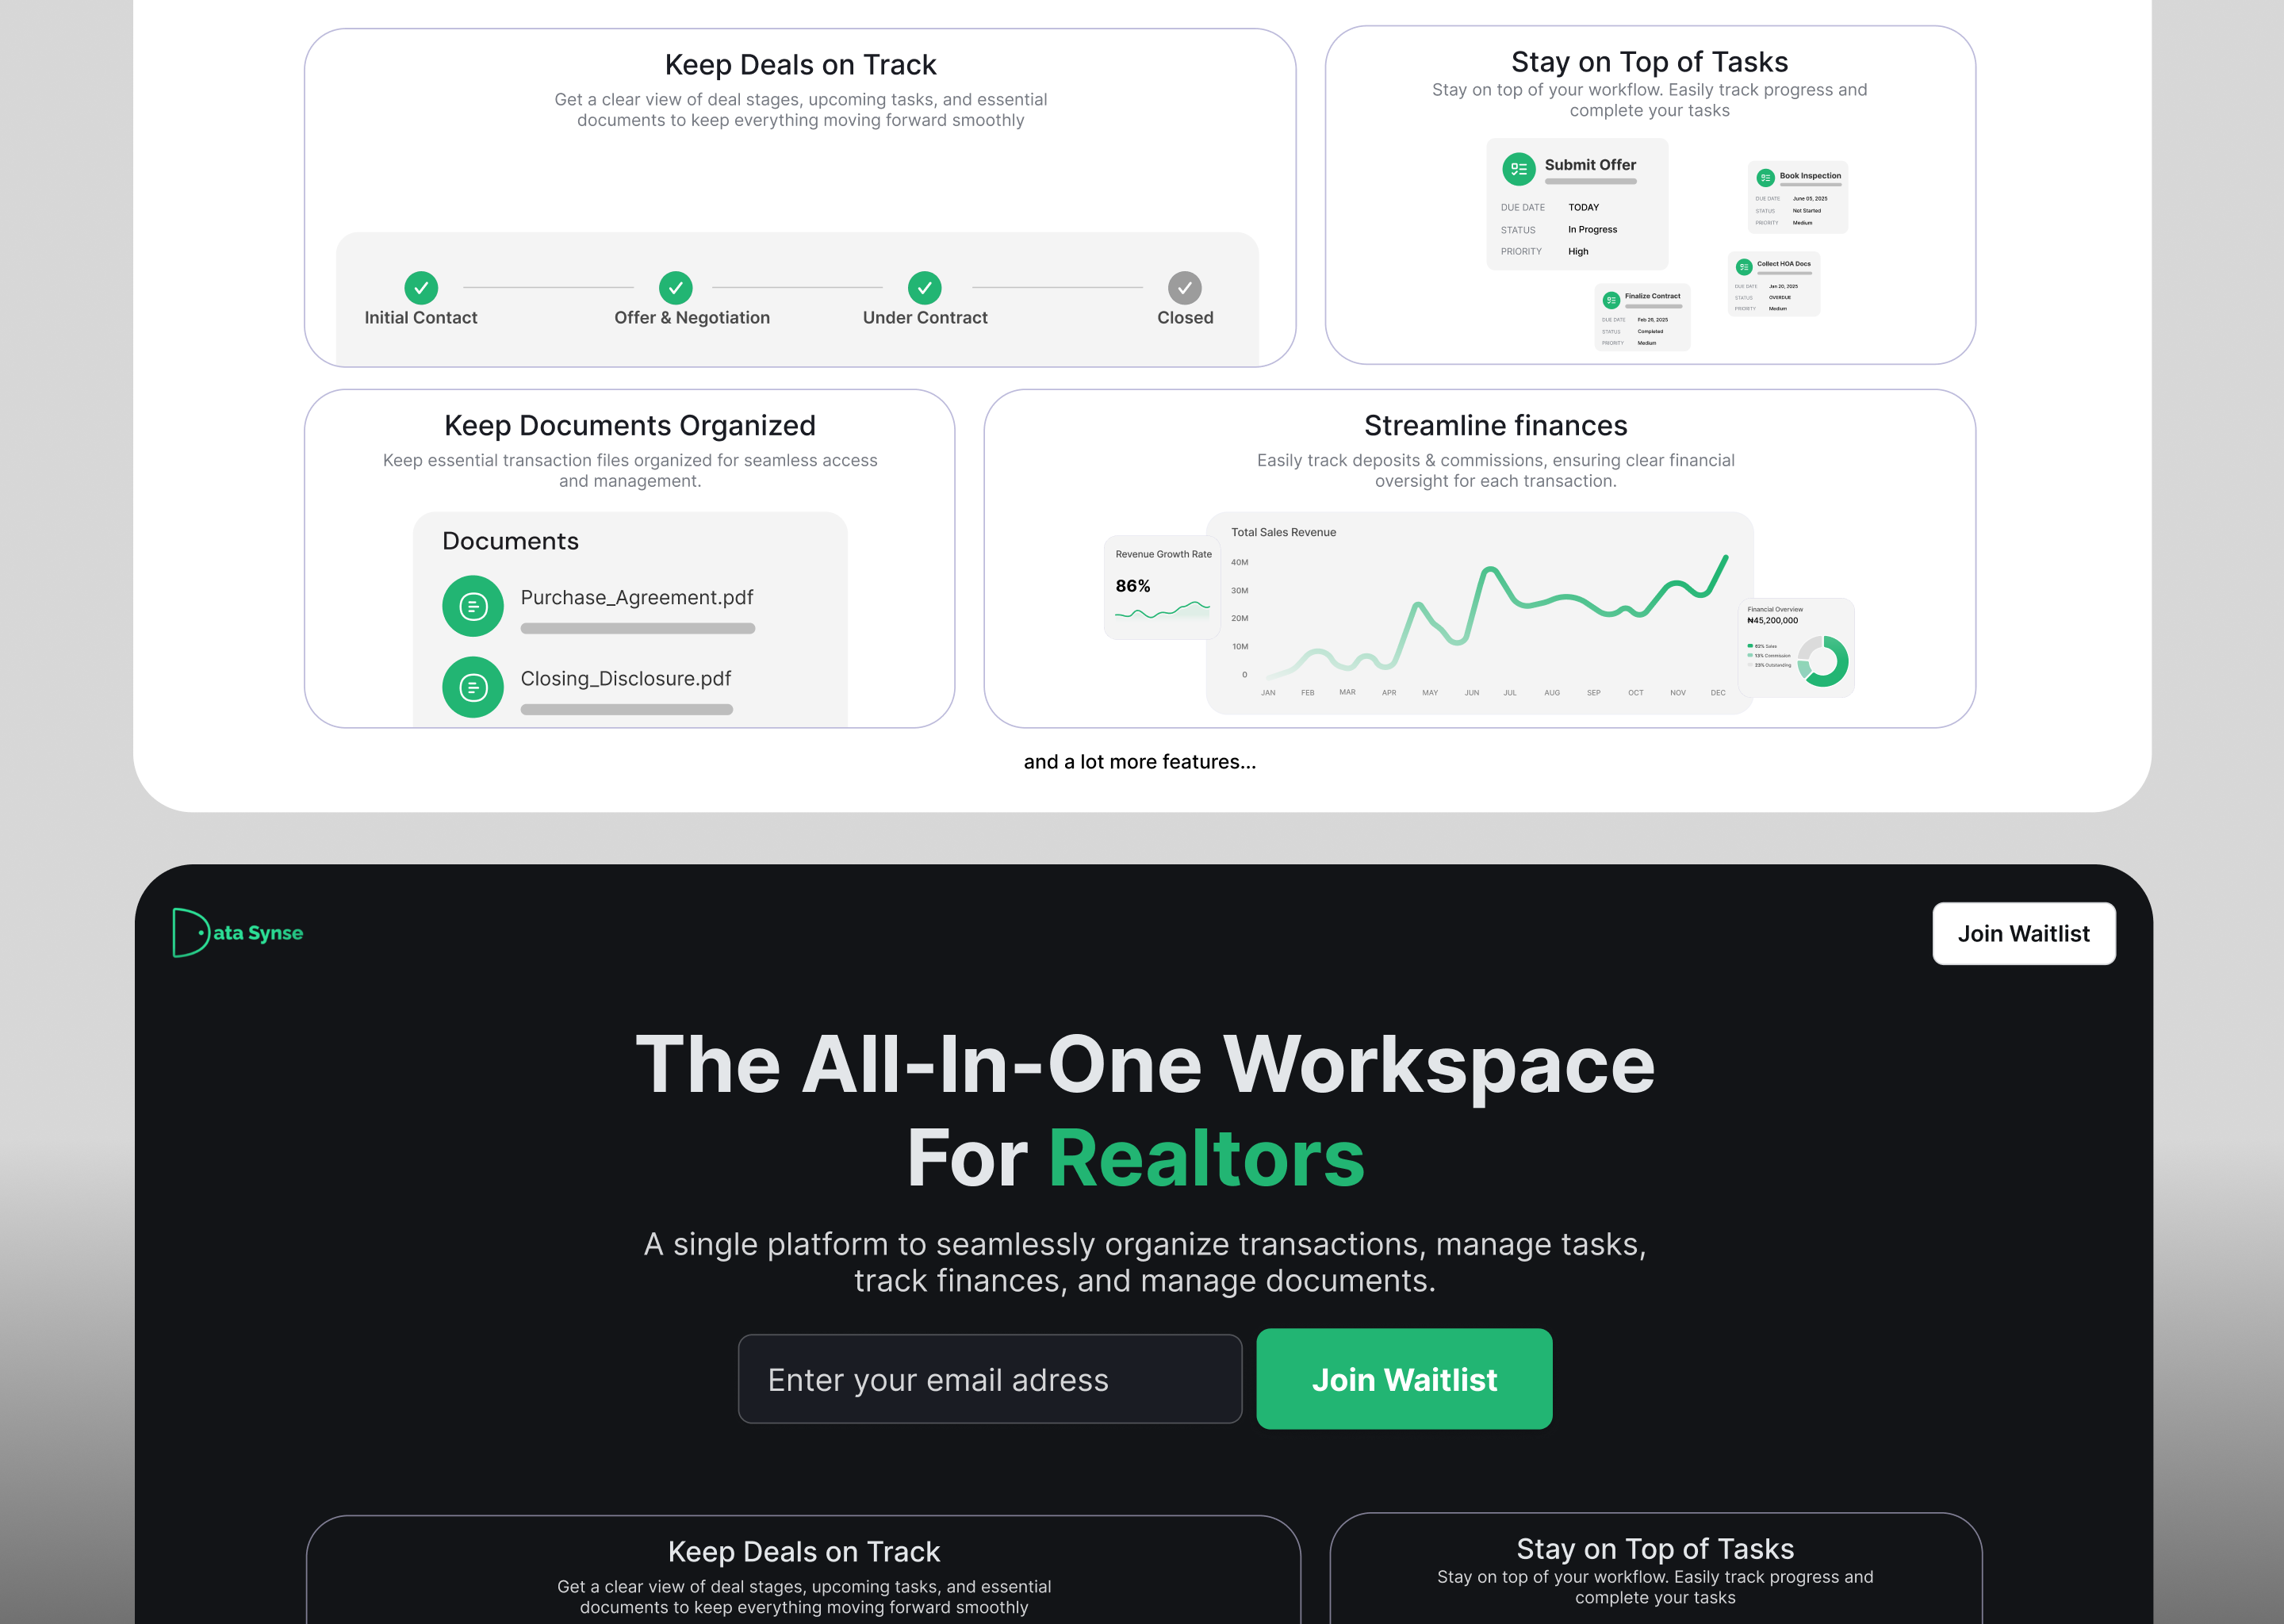 Keep Deals on Track
Get a clear view of deal stages, upcoming tasks, and essential
documents to keep everything moving forward smoothly
Initial Contact
Offer & Negotiation
Under Contract
Closed
Stay on Top of Tasks
Stay on top of your workflow. Easily track progress and
complete your tasks
Submit Offer
DUE DATE TODAY
STATUS In Progress
PRIORITY High
Book Inspection
DUE DATE June 05, 2025
STATUS Not Started
PRIORITY Medium
Collect HOA Docs
DUE DATE Jan 20, 2025
STATUS OVERDUE
PRIORITY Medium
Finalize Contract
DUE DATE Feb 26, 2025
STATUS Completed
PRIORITY Medium
Keep Documents Organized
Keep essential transaction files organized for seamless access
and management.
Documents
Purchase_Agreement.pdf
Closing_Disclosure.pdf
Streamline finances
Easily track deposits & commissions, ensuring clear financial
oversight for each transaction.
Revenue Growth Rate
86%
Total Sales Revenue
40M
30M
20M
10M
0
JAN FEB MAR APR MAY JUN JUL AUG SEP OCT NOV DEC
Financial Overview
₦45,200,000
62% Sales
13% Commission
23% Outstanding
and a lot more features...
Data Synse
Join Waitlist
The All-In-One Workspace
For Realtors
A single platform to seamlessly organize transactions, manage tasks,
track finances, and manage documents.
Enter your email adress
Join Waitlist
Keep Deals on Track
Get a clear view of deal stages, upcoming tasks, and essential
documents to keep everything moving forward smoothly
Stay on Top of Tasks
Stay on top of your workflow. Easily track progress and
complete your tasks